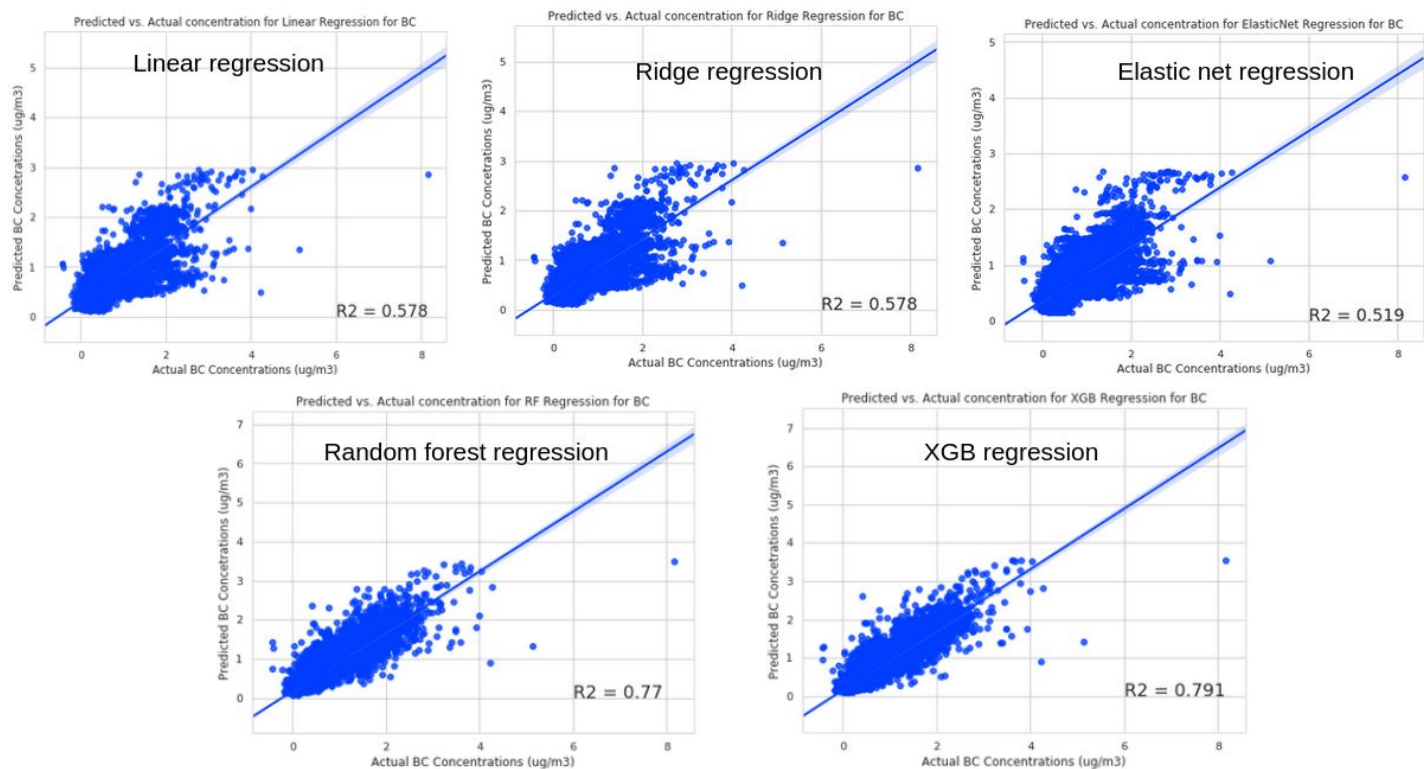 Predicted vs. Actual concentration for Linear Regression for BC
Linear regression
Predicted BC Concetrations (ug/m3)
5
4
3
2
1
0
R2 = 0.578
0 2 4 6 8
Actual BC Concentrations (ug/m3)
Predicted vs. Actual concentration for Ridge Regression for BC
Ridge regression
Predicted BC Concetrations (ug/m3)
5
4
3
2
1
0
R2 = 0.578
0 2 4 6 8
Actual BC Concentrations (ug/m3)
Predicted vs. Actual concentration for ElasticNet Regression for BC
Elastic net regression
Predicted BC Concetrations (ug/m3)
5
4
3
2
1
0
R2 = 0.519
0 2 4 6 8
Actual BC Concentrations (ug/m3)
Predicted vs. Actual concentration for RF Regression for BC
Random forest regression
Predicted BC Concetrations (ug/m3)
7
6
5
4
3
2
1
0
R2 = 0.77
0 2 4 6 8
Actual BC Concentrations (ug/m3)
Predicted vs. Actual concentration for XGB Regression for BC
XGB regression
Predicted BC Concetrations (ug/m3)
7
6
5
4
3
2
1
0
R2 = 0.791
0 2 4 6 8
Actual BC Concentrations (ug/m3)